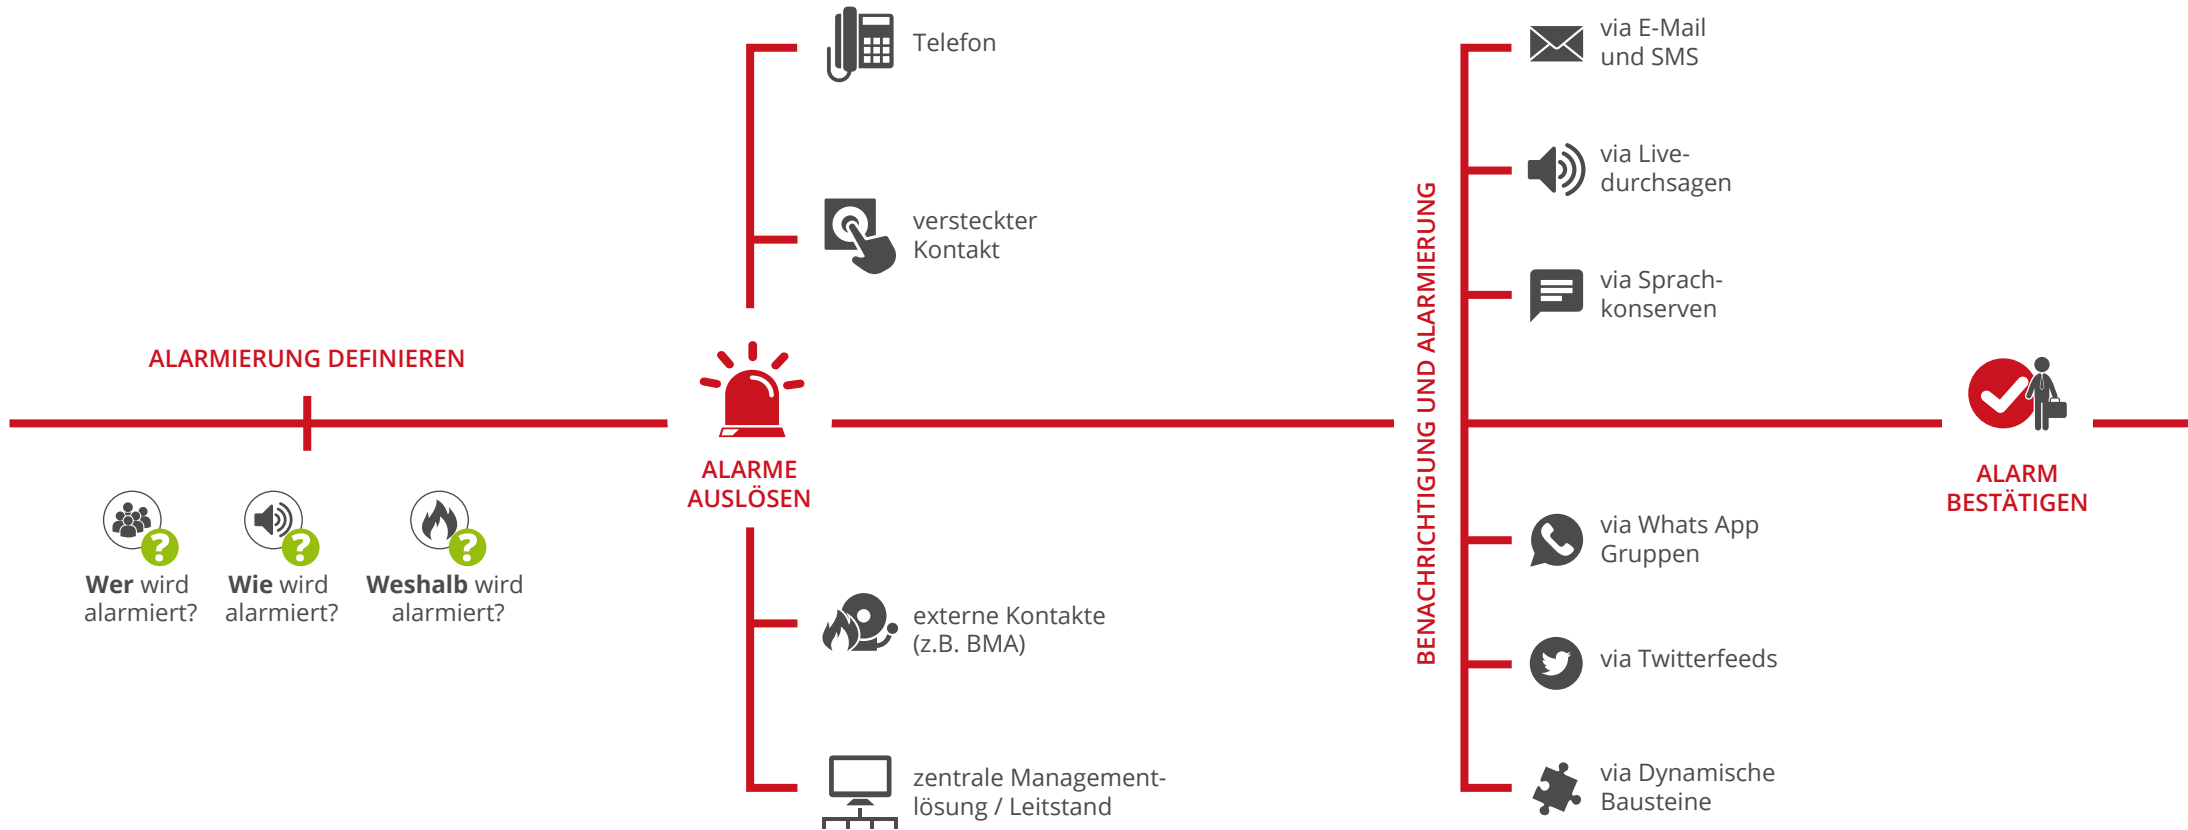 ALARMIERUNG DEFINIEREN
Wer wird
alarmiert?
Wie wird
alarmiert?
Weshalb wird
alarmiert?
ALARME
AUSLÖSEN
Telefon
versteckter
Kontakt
externe Kontakte
(z.B. BMA)
zentrale Management-
lösung / Leitstand
BENACHRICHTIGUNG UND ALARMIERUNG
via E-Mail
und SMS
via Live-
durchsagen
via Sprach-
konserven
via Whats App
Gruppen
via Twitterfeeds
via Dynamische
Bausteine
ALARM
BESTÄTIGEN